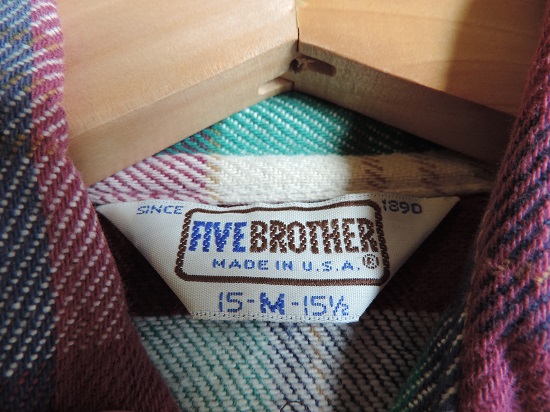 SINCE 1890
FIVE BROTHER
MADE IN U.S.A. ®
15-M-15½